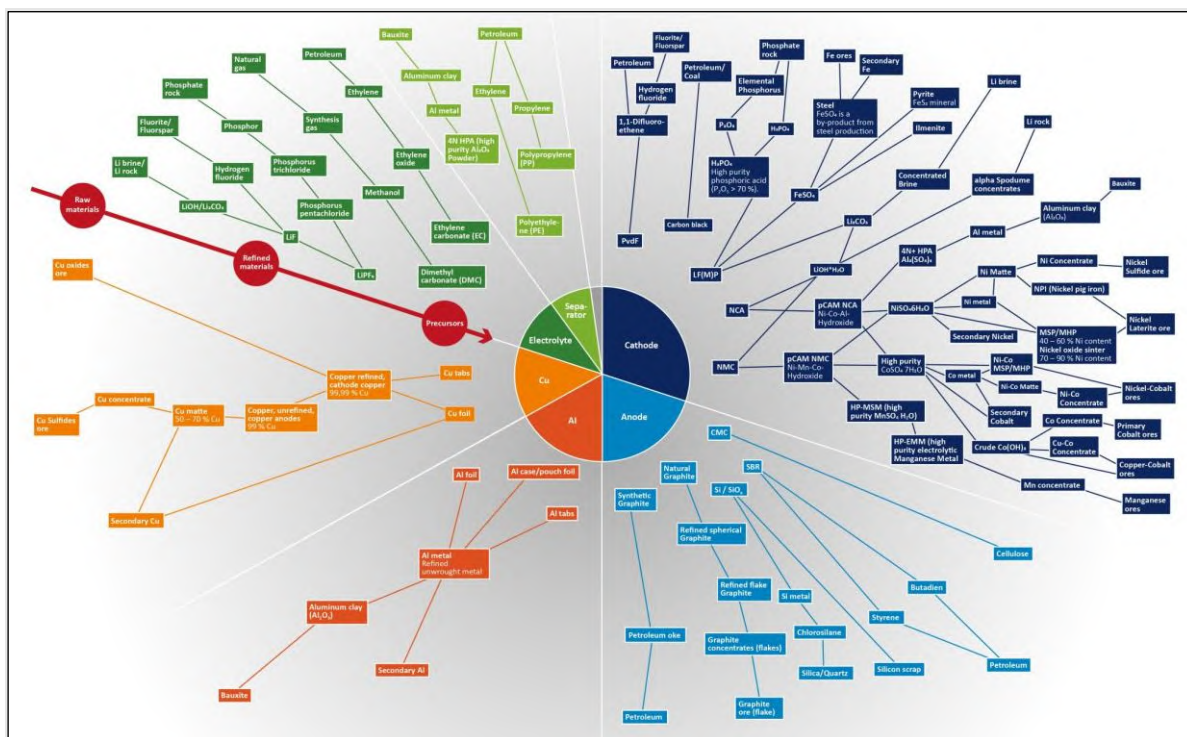 Raw
materials
Refined
materials
Precursors
Natural
gas
Petroleum
Phosphate
rock
Ethylene
Fluorite/
Fluorspar
Phosphor
Synthesis
gas
Li brine/
Li rock
Hydrogen
fluoride
Phosphorus
trichloride
Ethylene
oxide
LiOH/Li₂CO₃
Phosphorus
pentachloride
Methanol
LiF
Ethylene
carbonate (EC)
LiPF₆
Dimethyl
carbonate (DMC)
Bauxite
Petroleum
Aluminum clay
Ethylene
Al metal
Propylene
4N HPA (high
purity Al₂O₃
Powder)
Polypropylene
(PP)
Polyethyle-
ne (PE)
Sepa-
rator
Electrolyte
Cu
Al
Cathode
Anode
Petroleum
Fluorite/
Fluorspar
Hydrogen
fluoride
1,1-Difluoro-
ethene
PvdF
Petroleum/
Coal
Carbon black
Phosphate
rock
Elemental
Phosphorus
P₂O₅
H₃PO₄
H₃PO₄
High purity
phosphoric acid
(P₂O₅ > 70 %).
Fe ores
Secondary
Fe
Steel
FeSO₄ is a
by-product from
steel production
Pyrite
FeS₂ mineral
Ilmenite
FeSO₄
LF(M)P
Li brine
Li rock
Concentrated
Brine
alpha Spodume
concentrates
Li₂CO₃
LiOH*H₂O
Bauxite
Aluminum clay
(Al₂O₃)
Al metal
4N+ HPA
Al₂(SO₄)₃
NCA
pCAM NCA
Ni-Co-Al-
Hydroxide
NiSO₄6H₂O
Ni Matte
Ni Concentrate
Nickel
Sulfide ore
NPI (Nickel pig iron)
Ni metal
Secondary Nickel
MSP/MHP
40 – 60 % Ni content
Nickel oxide sinter
70 – 90 % Ni content
Nickel
Laterite ore
NMC
pCAM NMC
Ni-Mn-Co-
Hydroxide
High purity
CoSO₄ 7H₂O
Ni-Co
MSP/MHP
Co metal
Ni-Co Matte
Ni-Co
Concentrate
Nickel-Cobalt
ores
Secondary
Cobalt
Co Concentrate
Primary
Cobalt ores
Crude Co(OH)₂
Cu-Co
Concentrate
Copper-Cobalt
ores
HP-MSM (high
purity MnSO₄ H₂O)
HP-EMM (high
purity electrolytic
Manganese Metal
Mn concentrate
Manganese
ores
Cu oxides
ore
Copper refined,
cathode copper
99,99 % Cu
Cu tabs
Cu foil
Cu concentrate
Cu Sulfides
ore
Cu matte
50 – 70 % Cu
Copper, unrefined,
copper anodes
99 % Cu
Secondary Cu
Al foil
Al case/pouch foil
Al tabs
Al metal
Refined
unwrought metal
Aluminum clay
(Al₂O₃)
Secondary Al
Bauxite
CMC
Natural
Graphite
SBR
Synthetic
Graphite
Si / SiOₓ
Refined spherical
Graphite
Cellulose
Refined flake
Graphite
Si metal
Butadien
Styrene
Petroleum oke
Graphite
concentrates (flakes)
Chlorosilane
Silica/Quartz
Silicon scrap
Petroleum
Graphite
ore (flake)
Petroleum